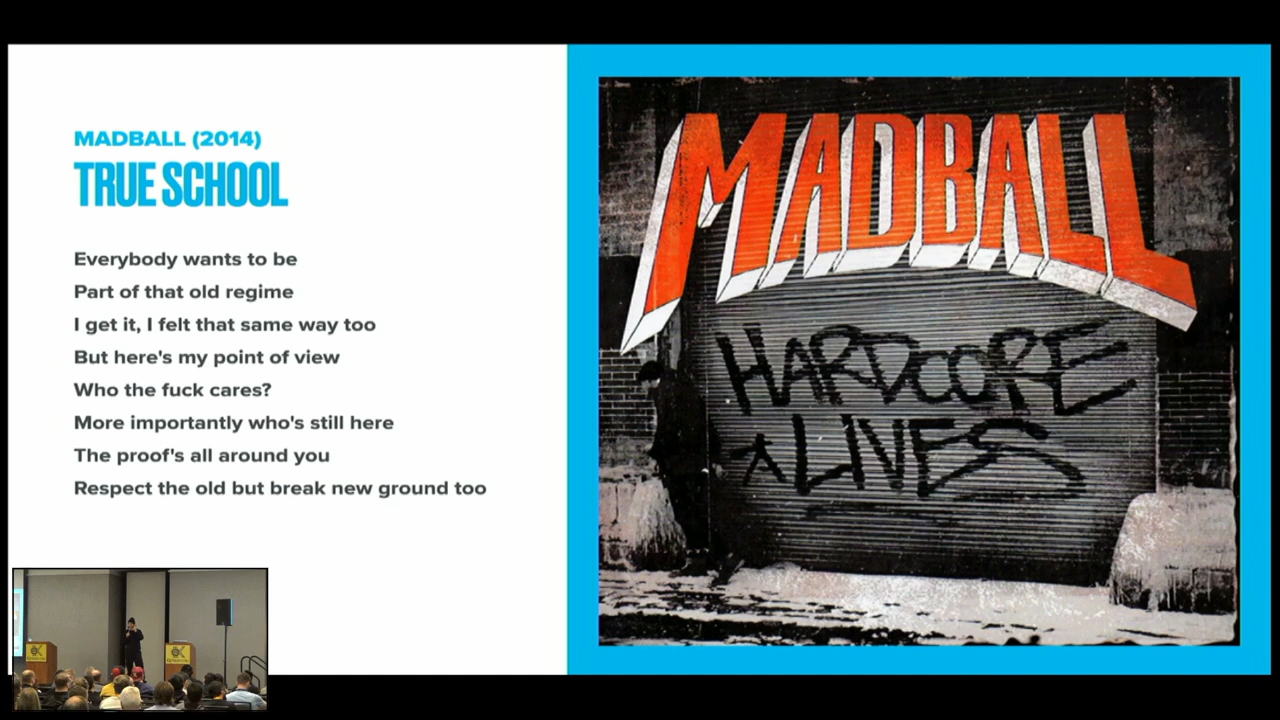 MADBALL (2014)
TRUE SCHOOL
Everybody wants to be
Part of that old regime
I get it, I felt that same way too
But here's my point of view
Who the fuck cares?
More importantly who's still here
The proof's all around you
Respect the old but break new ground too
MADBALL
HARDCORE
LIVES